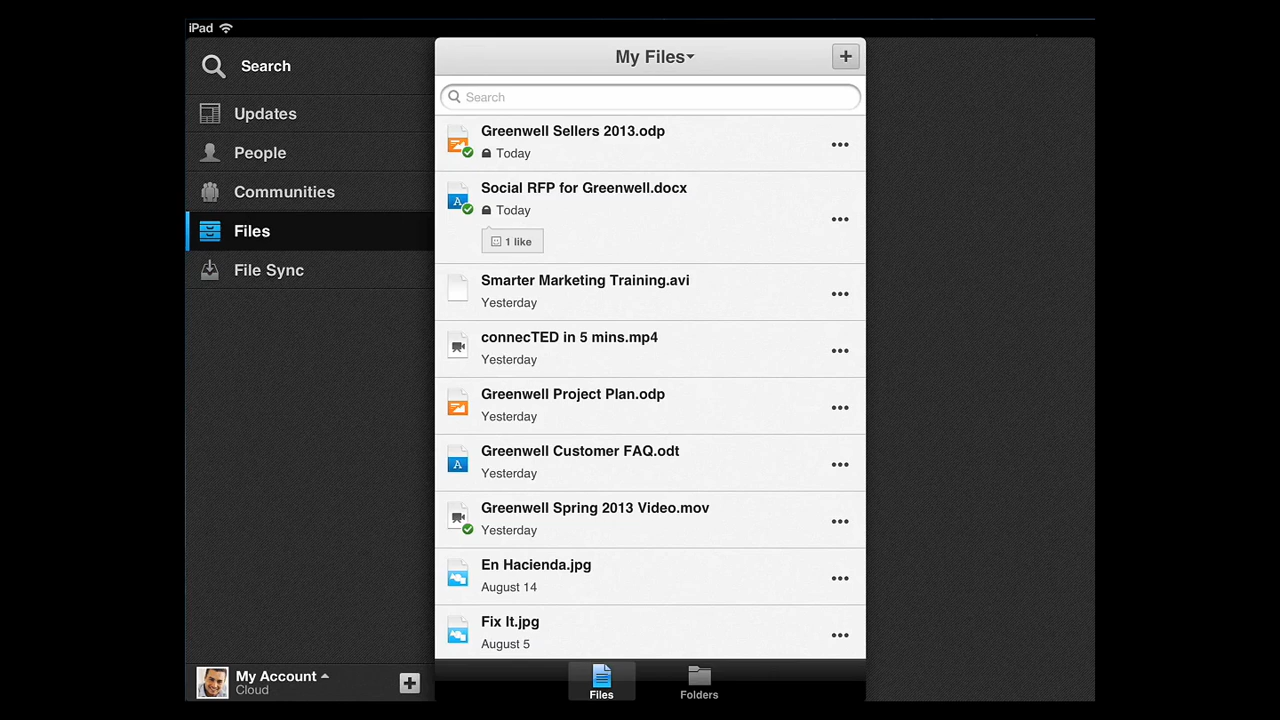 iPad
Search
Updates
People
Communities
Files
File Sync
My Account
Cloud
My Files
Search
Greenwell Sellers 2013.odp
Today
Social RFP for Greenwell.docx
Today
1 like
Smarter Marketing Training.avi
Yesterday
connecTED in 5 mins.mp4
Yesterday
Greenwell Project Plan.odp
Yesterday
Greenwell Customer FAQ.odt
Yesterday
Greenwell Spring 2013 Video.mov
Yesterday
En Hacienda.jpg
August 14
Fix It.jpg
August 5
Files
Folders